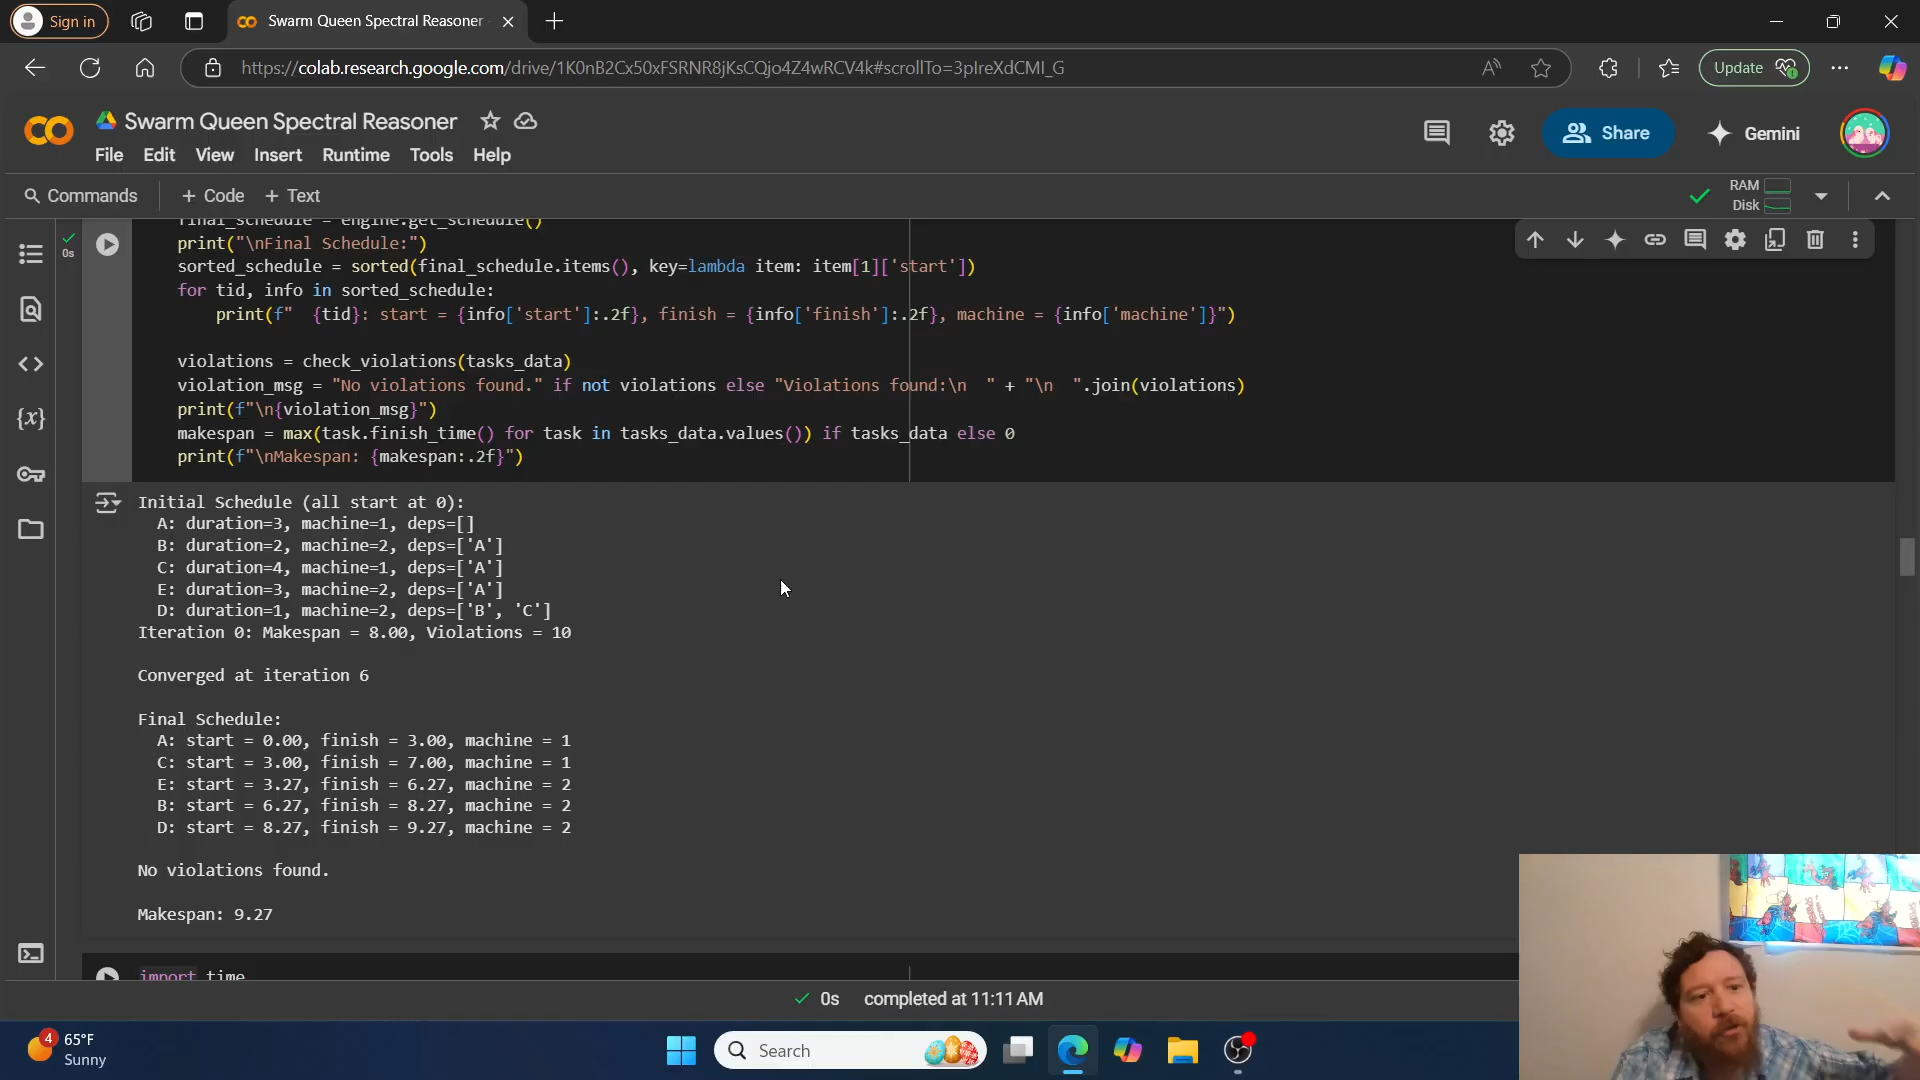 Sign in
Swarm Queen Spectral Reasoner
https://colab.research.google.com/drive/1K0nB2Cx50xFSRNR8jKsCQjo4Z4wRCV4k#scrollTo=3pIreXdCMI_G
Update
Swarm Queen Spectral Reasoner
File Edit View Insert Runtime Tools Help
Share
Gemini
Commands + Code + Text
RAM
Disk
0s
final_schedule = engine.get_schedule()
print("\nFinal Schedule:")
sorted_schedule = sorted(final_schedule.items(), key=lambda item: item[1]['start'])
for tid, info in sorted_schedule:
print(f"  {tid}: start = {info['start']:.2f}, finish = {info['finish']:.2f}, machine = {info['machine']}")
violations = check_violations(tasks_data)
violation_msg = "No violations found." if not violations else "Violations found:\n  " + "\n  ".join(violations)
print(f"\n{violation_msg}")
makespan = max(task.finish_time() for task in tasks_data.values()) if tasks_data else 0
print(f"\nMakespan: {makespan:.2f}")
Initial Schedule (all start at 0):
A: duration=3, machine=1, deps=[]
B: duration=2, machine=2, deps=['A']
C: duration=4, machine=1, deps=['A']
E: duration=3, machine=2, deps=['A']
D: duration=1, machine=2, deps=['B', 'C']
Iteration 0: Makespan = 8.00, Violations = 10
Converged at iteration 6
Final Schedule:
A: start = 0.00, finish = 3.00, machine = 1
C: start = 3.00, finish = 7.00, machine = 1
E: start = 3.27, finish = 6.27, machine = 2
B: start = 6.27, finish = 8.27, machine = 2
D: start = 8.27, finish = 9.27, machine = 2
No violations found.
Makespan: 9.27
import time
0s completed at 11:11 AM
4
65°F
Sunny
Search